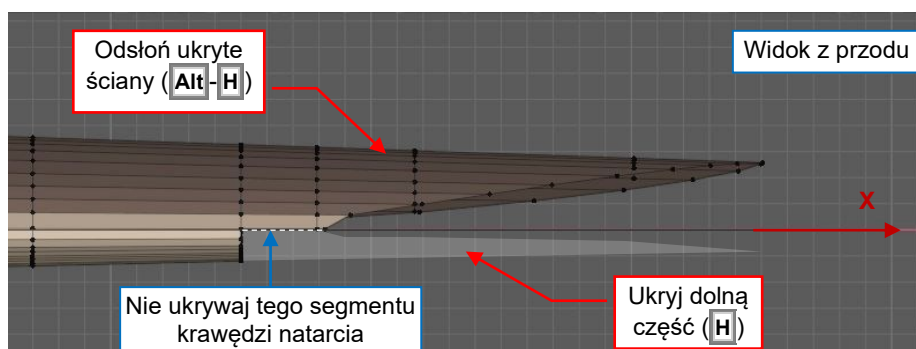 Odsłoń ukryte
ściany (Alt-H)
Widok z przodu
X
Nie ukrywaj tego segmentu
krawędzi natarcia
Ukryj dolną
część (H)